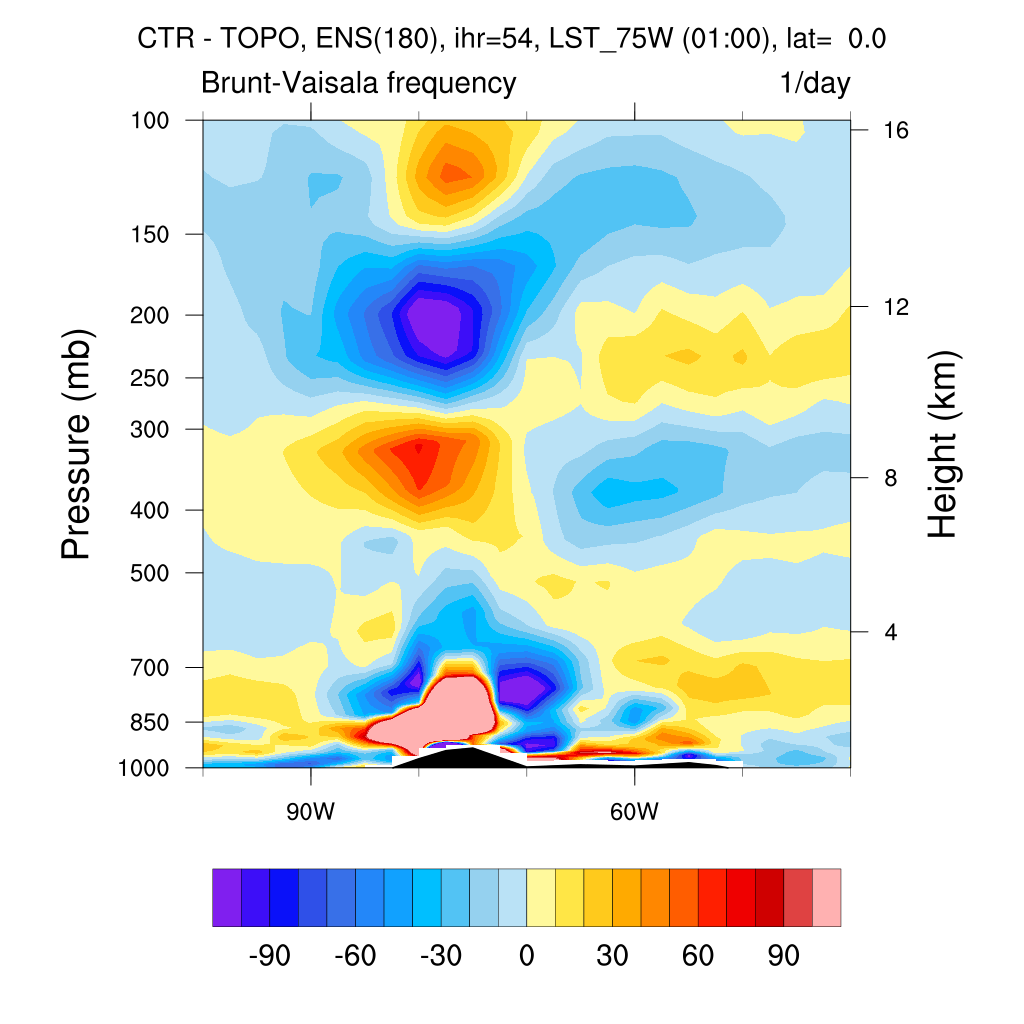 CTR - TOPO, ENS(180), ihr=54, LST_75W (01:00), lat=  0.0
Brunt-Vaisala frequency 1/day
100
150
200
250
300
400
500
700
850
1000
Pressure (mb)
16
12
8
4
Height (km)
90W 60W
-90 -60 -30 0 30 60 90